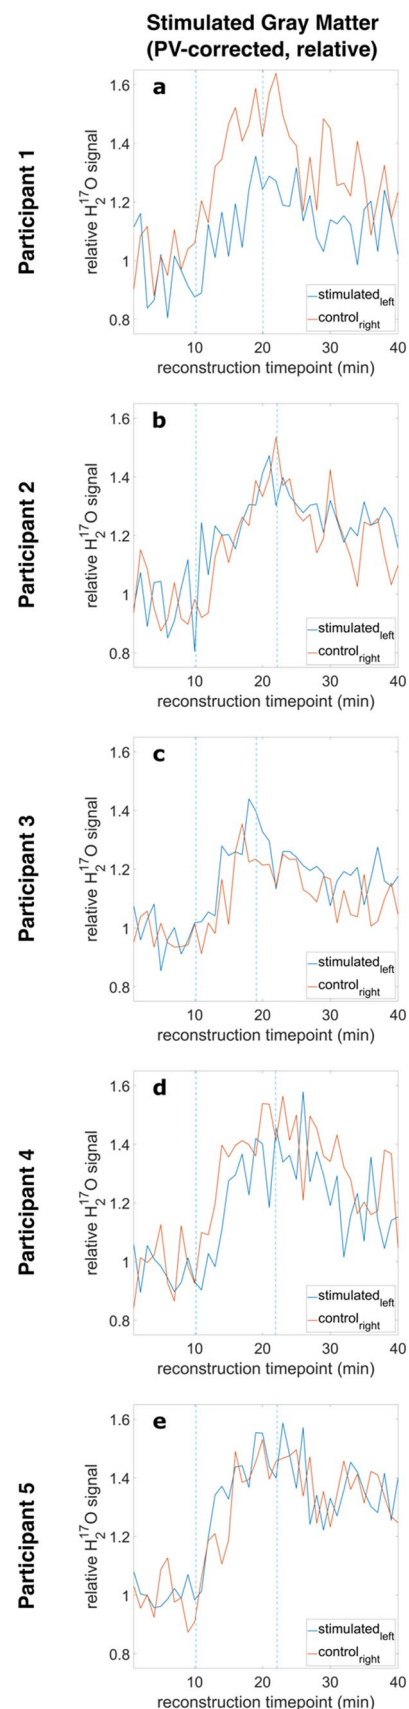 Stimulated Gray Matter
(PV-corrected, relative)
Participant 1
a
relative H₂¹⁷O signal
1.6
1.4
1.2
1
0.8
stimulated_left
control_right
10 20 30 40
reconstruction timepoint (min)
Participant 2
b
relative H₂¹⁷O signal
1.6
1.4
1.2
1
0.8
stimulated_left
control_right
10 20 30 40
reconstruction timepoint (min)
Participant 3
c
relative H₂¹⁷O signal
1.6
1.4
1.2
1
0.8
stimulated_left
control_right
10 20 30 40
reconstruction timepoint (min)
Participant 4
d
relative H₂¹⁷O signal
1.6
1.4
1.2
1
0.8
stimulated_left
control_right
10 20 30 40
reconstruction timepoint (min)
Participant 5
e
relative H₂¹⁷O signal
1.6
1.4
1.2
1
0.8
stimulated_left
control_right
10 20 30 40
reconstruction timepoint (min)